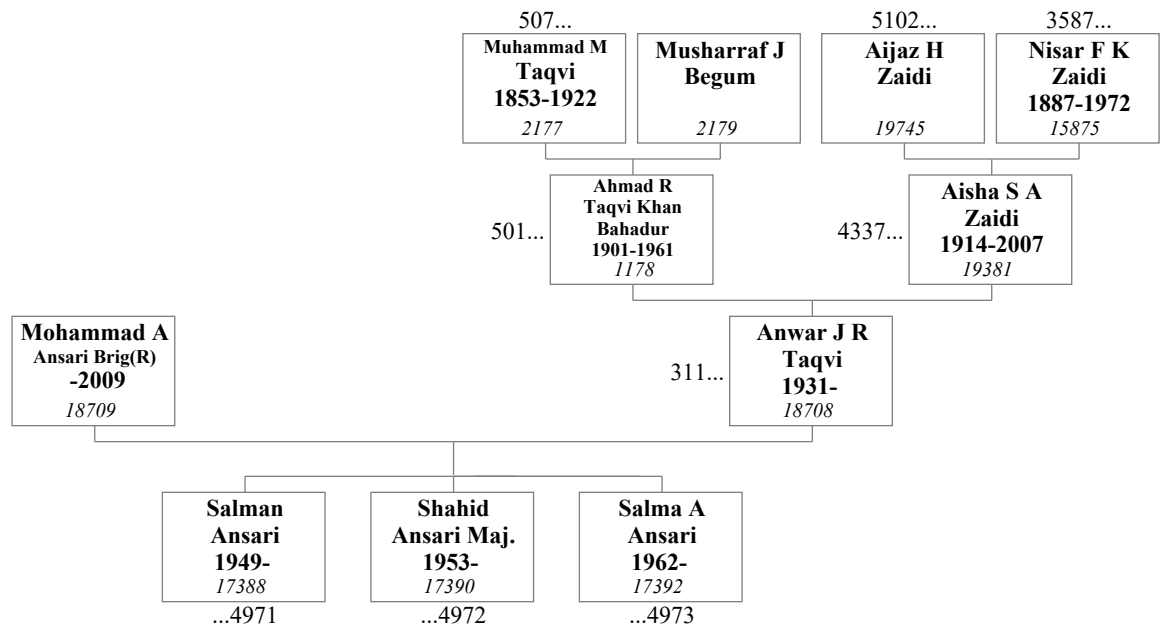 507...
5102...
3587...
Muhammad M
Taqvi
1853-1922
2177
Musharraf J
Begum
2179
Aijaz H
Zaidi
19745
Nisar F K
Zaidi
1887-1972
15875
501...
Ahmad R
Taqvi Khan
Bahadur
1901-1961
1178
4337...
Aisha S A
Zaidi
1914-2007
19381
Mohammad A
Ansari Brig(R)
-2009
18709
311...
Anwar J R
Taqvi
1931-
18708
Salman
Ansari
1949-
17388
...4971
Shahid
Ansari Maj.
1953-
17390
...4972
Salma A
Ansari
1962-
17392
...4973